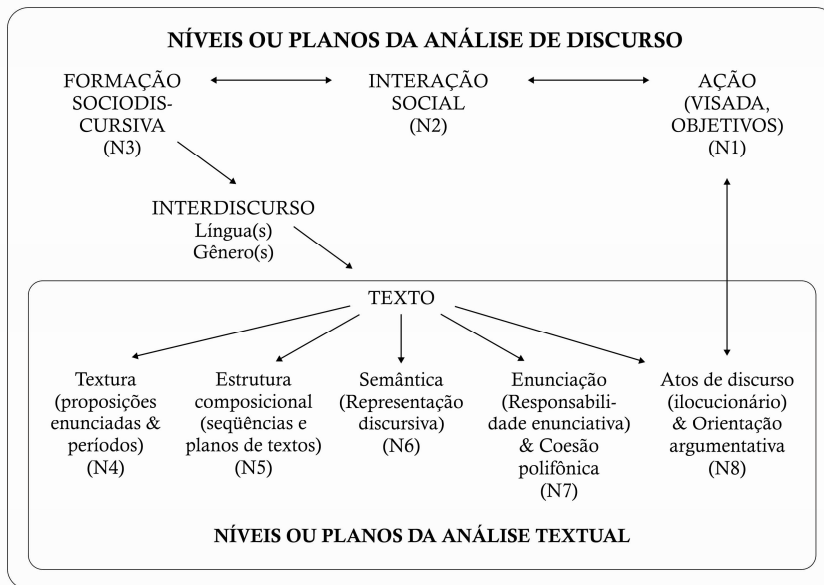 NÍVEIS OU PLANOS DA ANÁLISE DE DISCURSO
FORMAÇÃO
SOCIODIS-
CURSIVA
(N3)
INTERAÇÃO
SOCIAL
(N2)
AÇÃO
(VISADA,
OBJETIVOS)
(N1)
INTERDISCURSO
Língua(s)
Gênero(s)
TEXTO
Textura
(proposições
enunciadas &
períodos)
(N4)
Estrutura
composicional
(seqüências e
planos de textos)
(N5)
Semântica
(Representação
discursiva)
(N6)
Enunciação
(Responsabili-
dade enunciativa)
& Coesão
polifônica
(N7)
Atos de discurso
(ilocucionário)
& Orientação
argumentativa
(N8)
NÍVEIS OU PLANOS DA ANÁLISE TEXTUAL